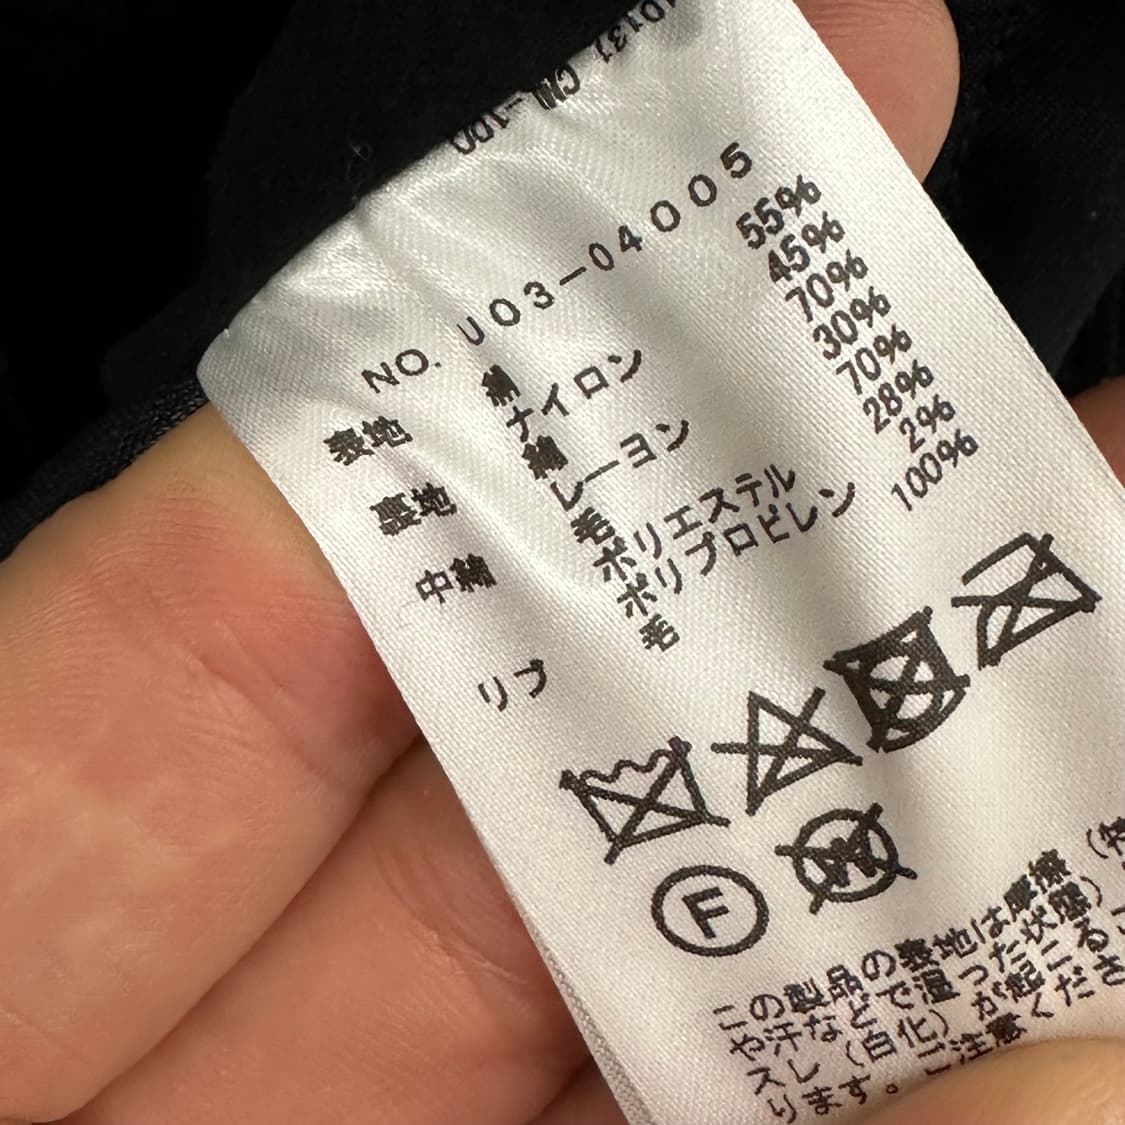 NO. U03-04005
表地 綿 55%
ナイロン 45%
裏地 綿 70%
レーヨン 30%
中綿 毛 70%
ポリエステル 28%
ポリプロピレン 2%
リブ 毛 100%
F
この製品の表地は摩擦（特
や汗などで湿った状態）
スレ（白化）が起こる
ります。ご注意くださ